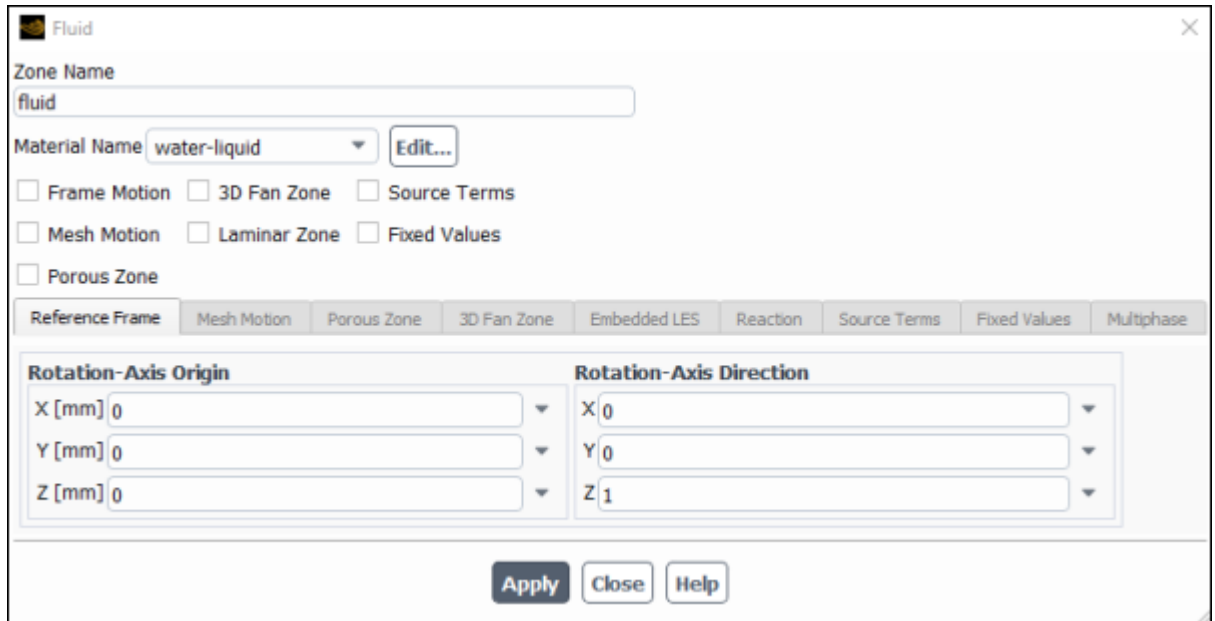 Fluid
Zone Name
fluid
Material Name water-liquid Edit...
Frame Motion 3D Fan Zone Source Terms
Mesh Motion Laminar Zone Fixed Values
Porous Zone
Reference Frame Mesh Motion Porous Zone 3D Fan Zone Embedded LES Reaction Source Terms Fixed Values Multiphase
Rotation-Axis Origin Rotation-Axis Direction
X [mm] 0 X 0
Y [mm] 0 Y 0
Z [mm] 0 Z 1
Apply Close Help